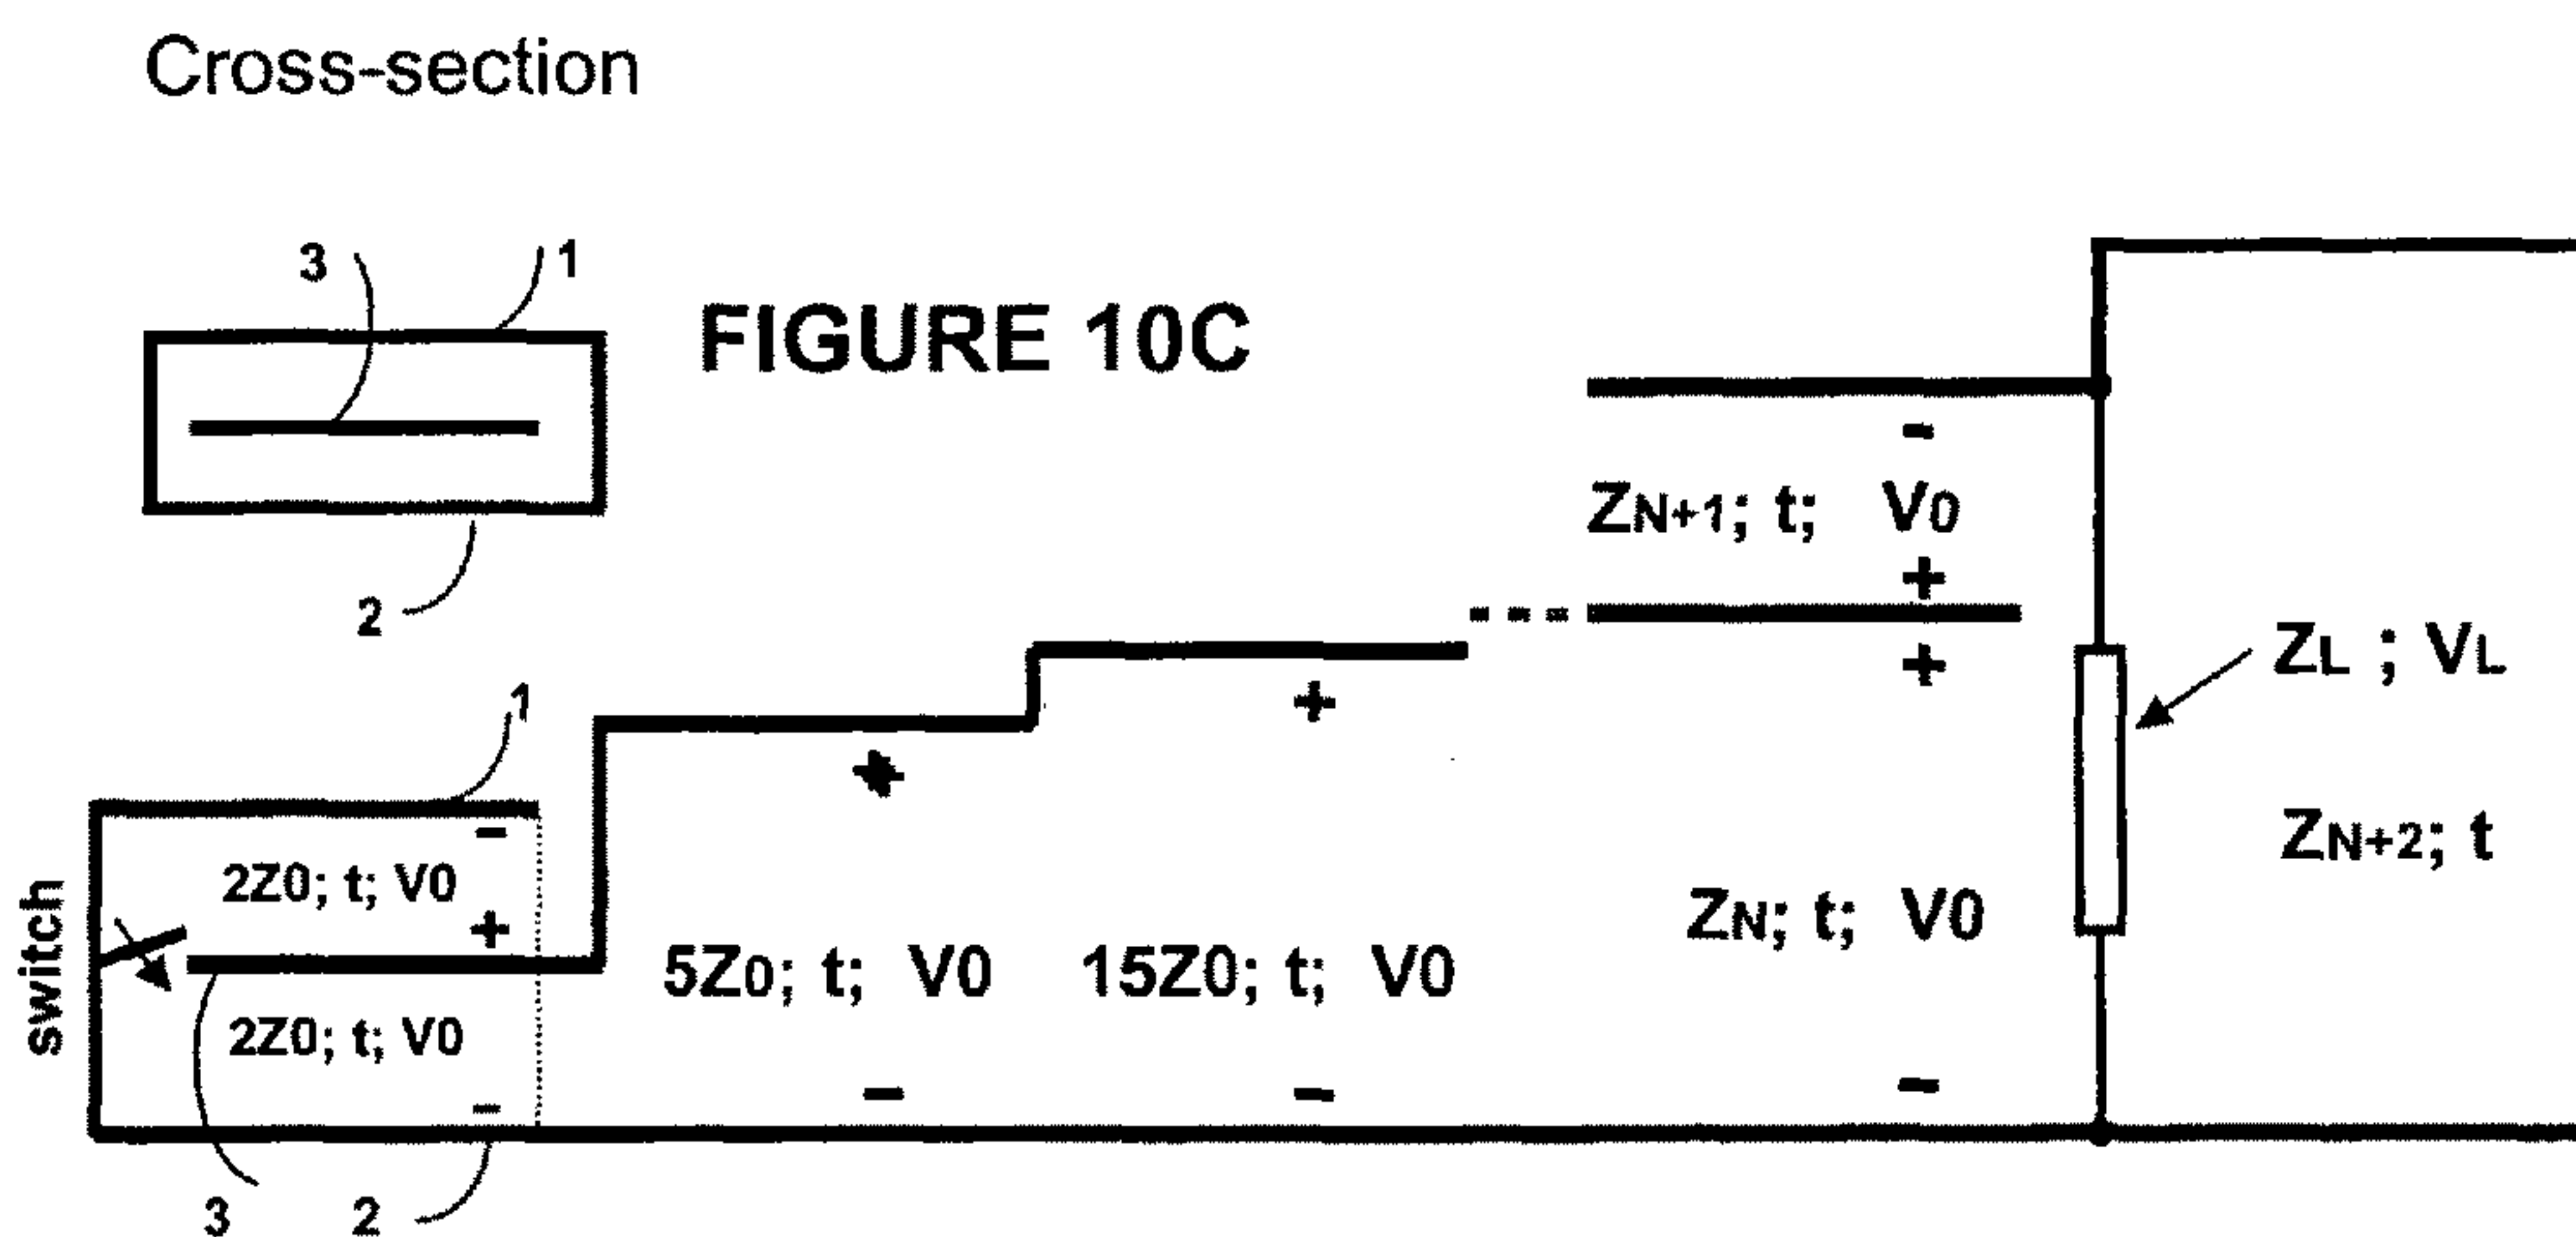 Cross-section
3
1
FIGURE 10C
2
-
ZN+1; t; V0
+
+
+
ZL ; VL
1
-
2Z0; t; V0
+
switch
2Z0; t; V0
-
+
5Z0; t; V0
-
15Z0; t; V0
-
ZN; t; V0
-
ZN+2; t
3
2